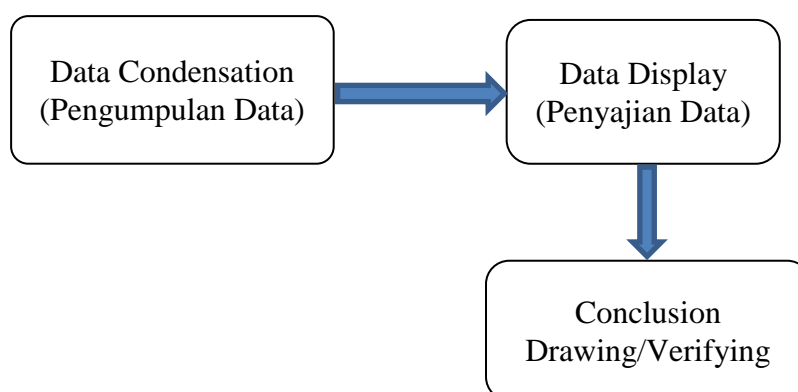 Data Condensation
(Pengumpulan Data)
Data Display
(Penyajian Data)
Conclusion
Drawing/Verifying